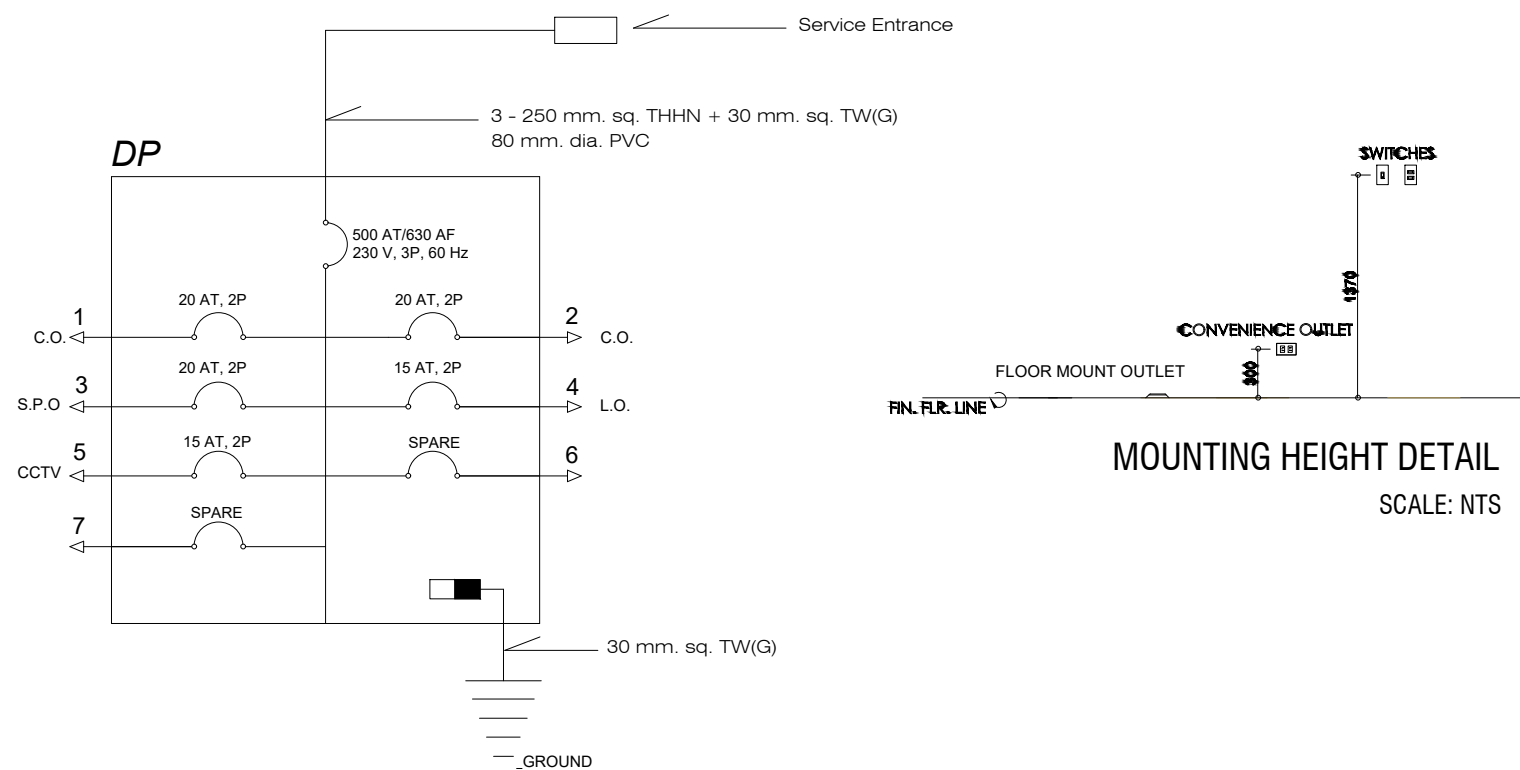 Service Entrance
3 - 250 mm. sq. THHN + 30 mm. sq. TW(G)
80 mm. dia. PVC
DP
500 AT/630 AF
230 V, 3P, 60 Hz
20 AT, 2P
20 AT, 2P
1
2
C.O.
C.O.
20 AT, 2P
15 AT, 2P
3
4
S.P.O
L.O.
15 AT, 2P
SPARE
5
6
CCTV
SPARE
7
30 mm. sq. TW(G)
GROUND
SWITCHES
1370
CONVENIENCE OUTLET
300
FLOOR MOUNT OUTLET
FIN. FLR. LINE
MOUNTING HEIGHT DETAIL
SCALE: NTS